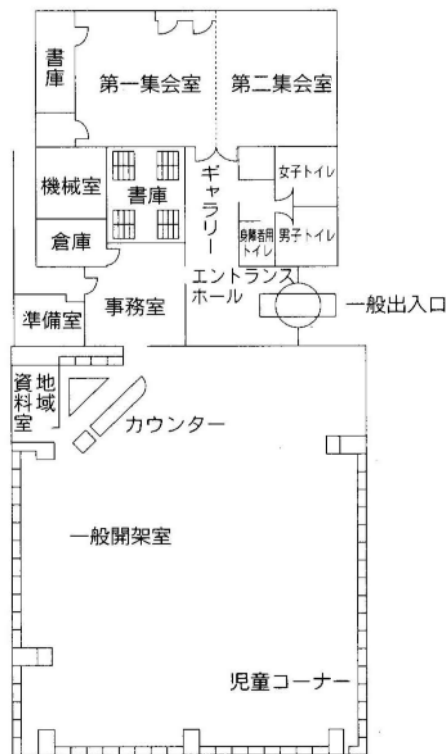 書庫
第一集会室
第二集会室
機械室
書庫
ギャラリー
女子トイレ
倉庫
身障者用
トイレ
男子トイレ
エントランス
ホール
一般出入口
準備室
事務室
地域
資料室
カウンター
一般開架室
児童コーナー